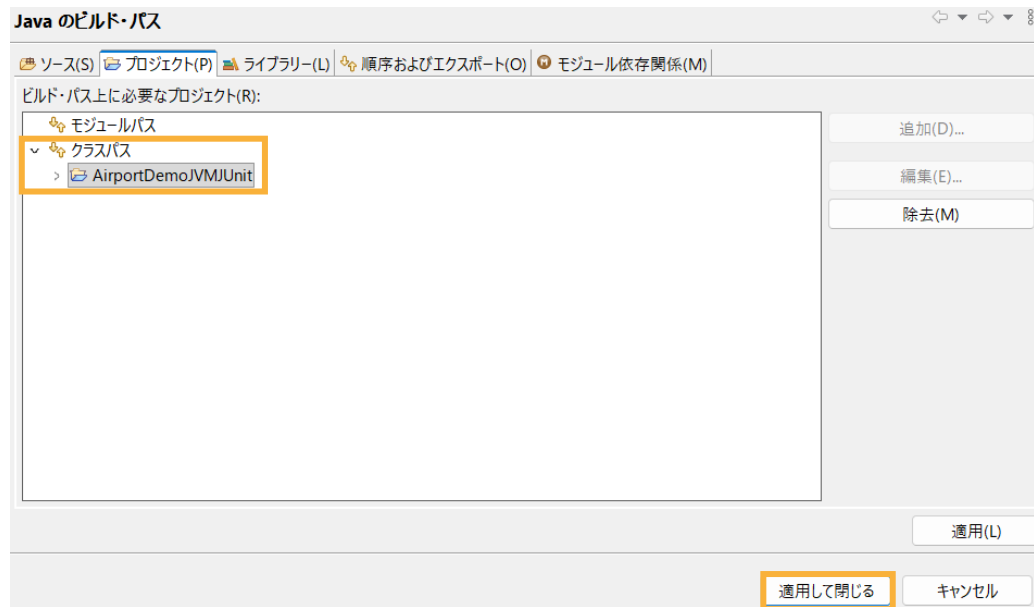 Java のビルド・パス
ソース(S) プロジェクト(P) ライブラリー(L) 順序およびエクスポート(O) モジュール依存関係(M)
ビルド・パス上に必要なプロジェクト(R):
モジュールパス
クラスパス
AirportDemoJVMJUnit
追加(D)...
編集(E)...
除去(M)
適用(L)
適用して閉じる キャンセル